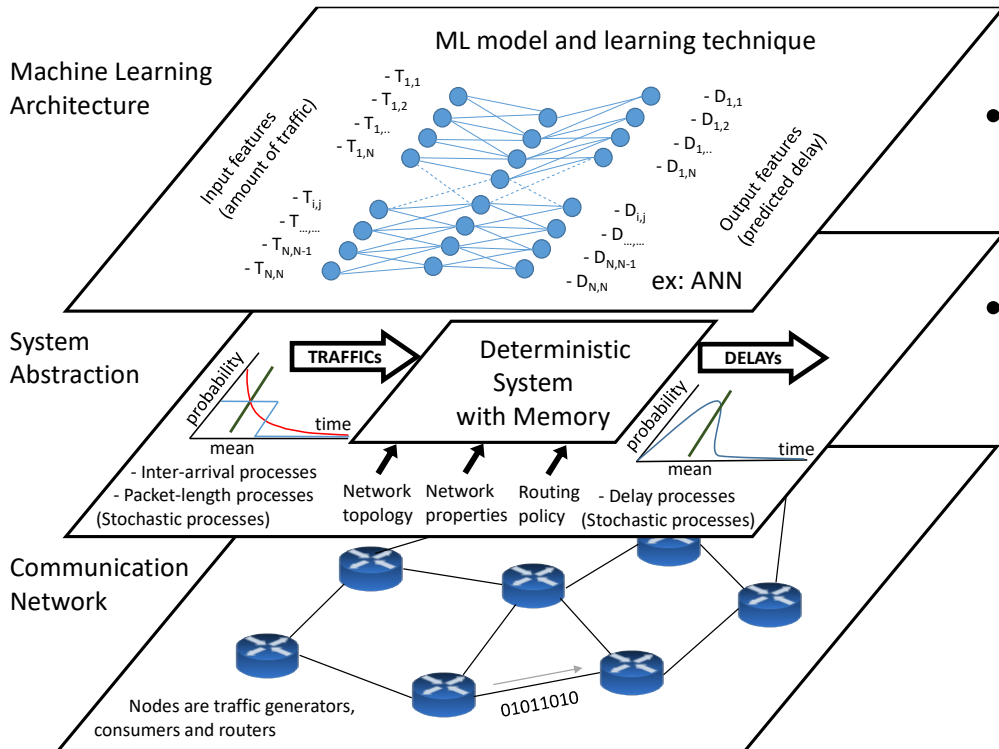 Machine Learning
Architecture
ML model and learning technique
Input features
(amount of traffic)
- T1,1
- T1,2
- T1,..
- T1,N
- Ti,j
- T...,...
- TN,N-1
- TN,N
- D1,1
- D1,2
- D1,..
- D1,N
- Di,j
- D...,...
- DN,N-1
- DN,N
Output features
(predicted delay)
ex: ANN
System
Abstraction
TRAFFICs
Deterministic
System
with Memory
DELAYs
probability
time
mean
- Inter-arrival processes
- Packet-length processes
(Stochastic processes)
Network
topology
Network
properties
Routing
policy
probability
time
mean
- Delay processes
(Stochastic processes)
Communication
Network
01011010
Nodes are traffic generators,
consumers and routers